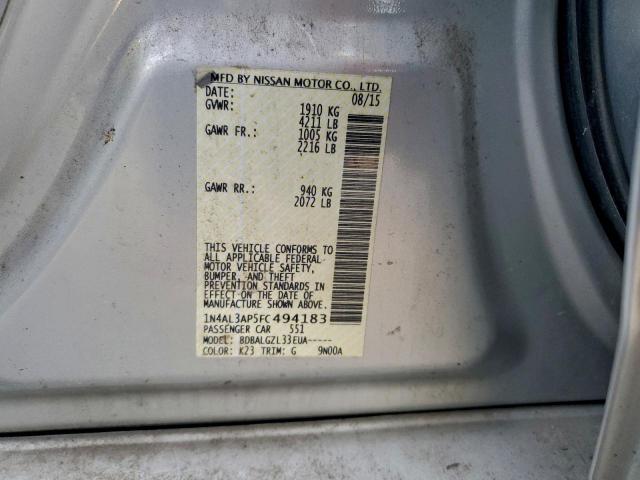 MFD BY NISSAN MOTOR CO., LTD.
DATE: 08/15
GVWR: 1910 KG
4211 LB
GAWR FR.: 1005 KG
2216 LB
GAWR RR.: 940 KG
2072 LB
THIS VEHICLE CONFORMS TO
ALL APPLICABLE FEDERAL
MOTOR VEHICLE SAFETY,
BUMPER, AND THEFT
PREVENTION STANDARDS IN
EFFECT ON THE DATE OF
MANUFACTURE SHOWN ABOVE.
1N4AL3AP5FC494183
PASSENGER CAR 551
MODEL: BDBALGZL33EUA-----
COLOR: K23 TRIM: G 9N00A